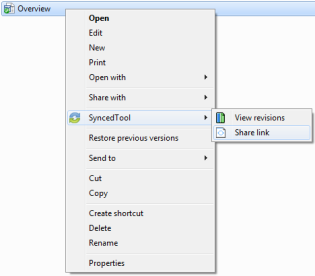 Overview
Open
Edit
New
Print
Open with
Share with
SyncedTool
View revisions
Share link
Restore previous versions
Send to
Cut
Copy
Create shortcut
Delete
Rename
Properties